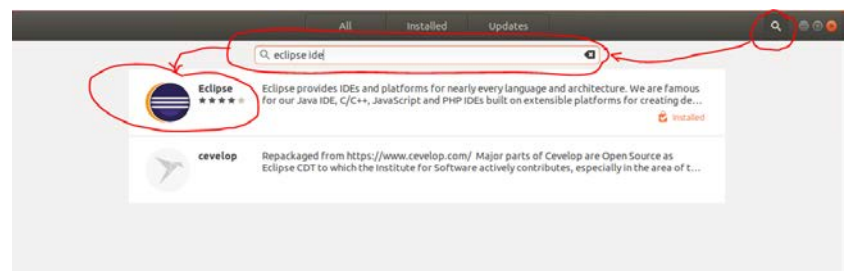 All Installed Updates
eclipse ide
Eclipse
Eclipse provides IDEs and platforms for nearly every language and architecture. We are famous
for our Java IDE, C/C++, JavaScript and PHP IDEs built on extensible platforms for creating de...
Installed
cevelop
Repackaged from https://www.cevelop.com/ Major parts of Cevelop are Open Source as
Eclipse CDT to which the Institute for Software actively contributes, especially in the area of t...